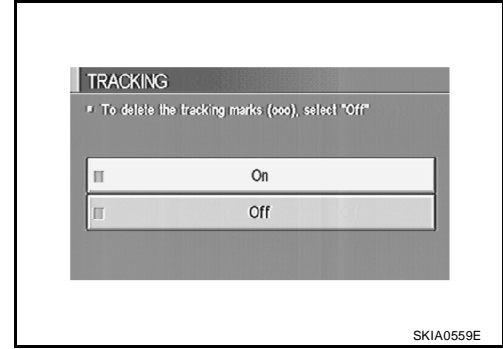 TRACKING
To delete the tracking marks (ooo), select "Off"
On
Off
SKIA0559E